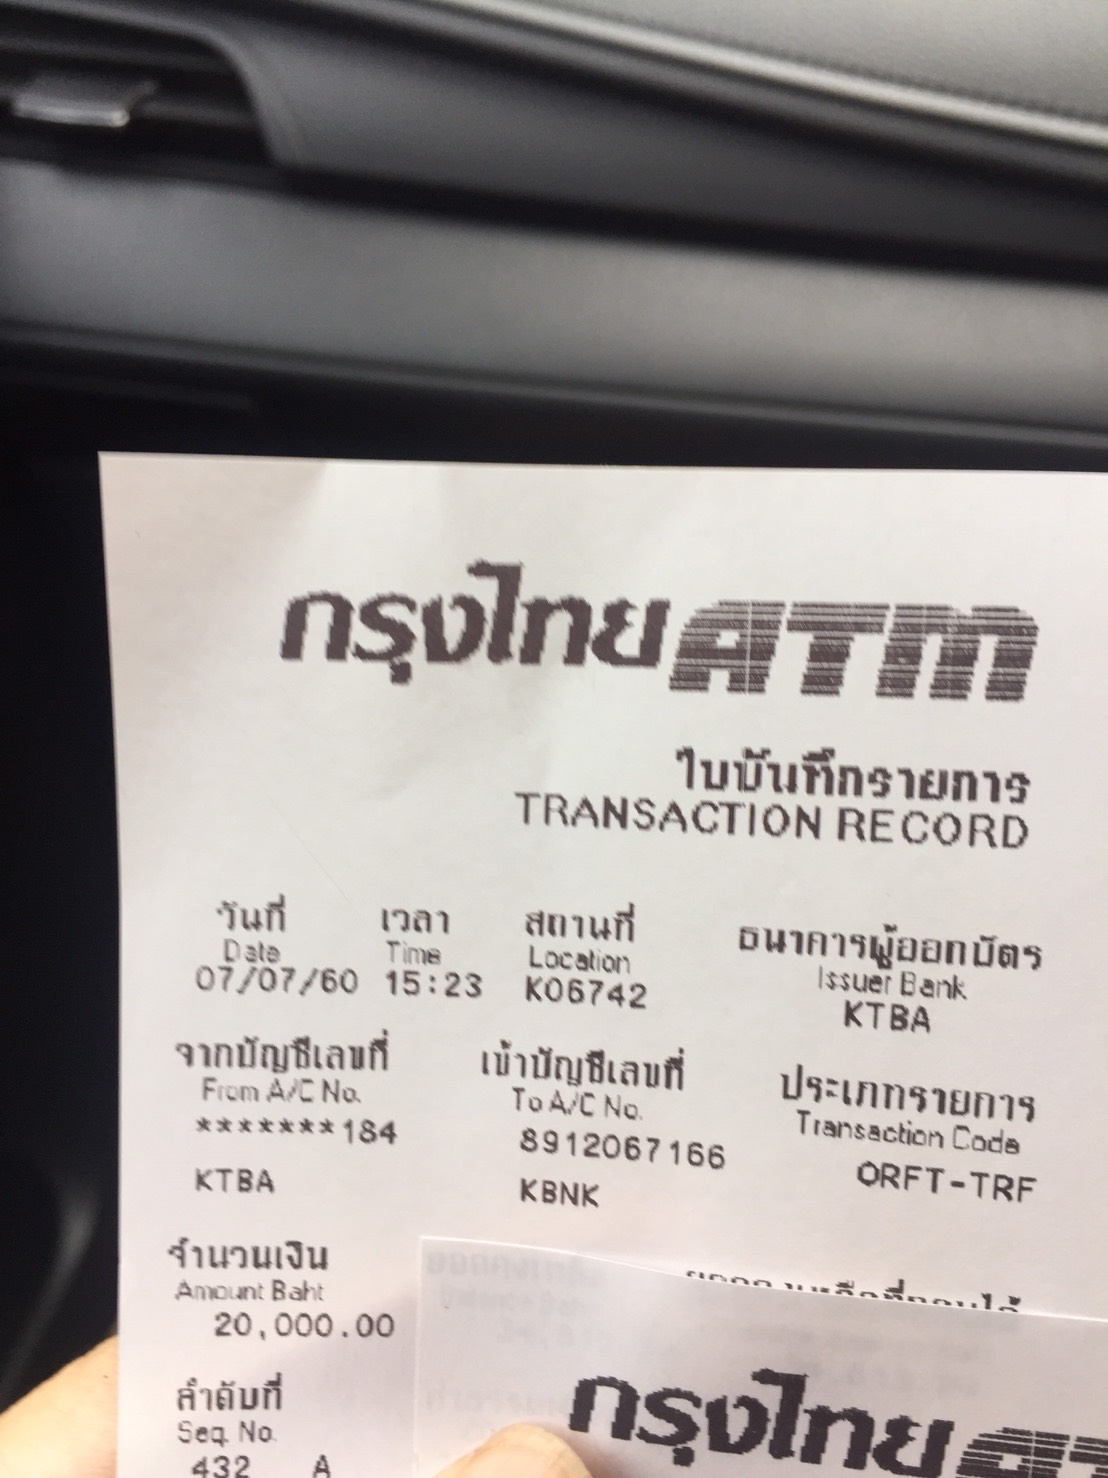 กรุงไทย ATM
ใบบันทึกรายการ
TRANSACTION RECORD
วันที่ เวลา สถานที่ ธนาคารผู้ออกบัตร
Date Time Location Issuer Bank
07/07/60 15:23 K06742 KTBA
จากบัญชีเลขที่ เข้าบัญชีเลขที่ ประเภทรายการ
From A/C No. To A/C No. Transaction Code
*******184 8912067166 ORFT-TRF
KTBA KBNK
จำนวนเงิน
Amount Baht
20,000.00
ลำดับที่
Seq. No.
432 A
กรุงไทย